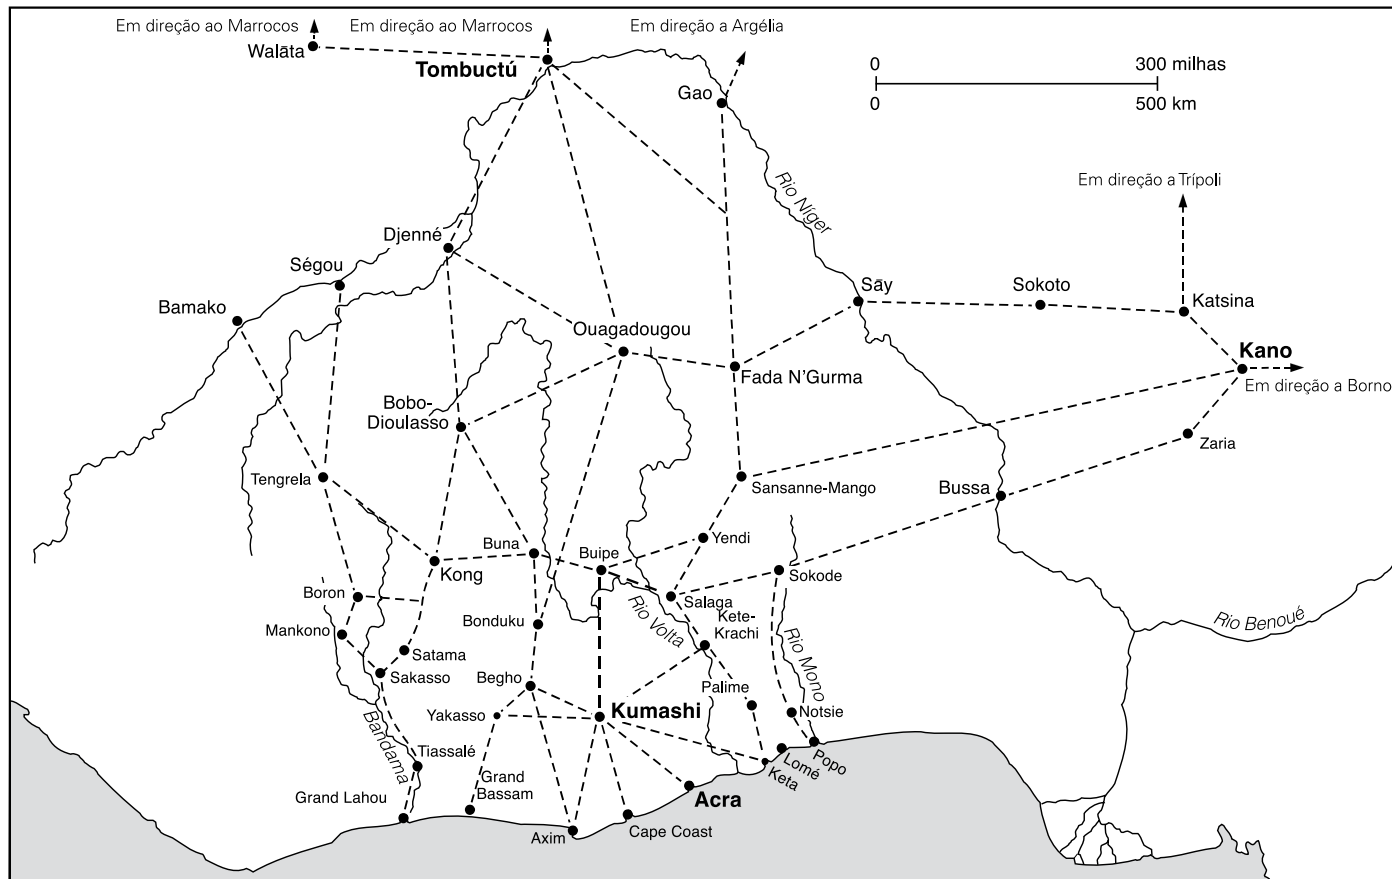 Em direção ao Marrocos
Em direção ao Marrocos
Em direção a Argélia
Walāta
Tombuctú
0
300 milhas
0
500 km
Gao
Rio Níger
Em direção a Trípoli
Djenné
Ségou
Bamako
Sāy
Sokoto
Katsina
Ouagadougou
Kano
Fada N'Gurma
Em direção a Borno
Bobo-
Dioulasso
Zaria
Tengrela
Sansanne-Mango
Bussa
Buna
Buipe
Yendi
Kong
Sokode
Boron
Salaga
Rio Volta
Kete-
Krachi
Mankono
Bonduku
Rio Benoué
Rio Mono
Satama
Sakasso
Begho
Palime
Yakasso
Kumashi
Notsie
Bandama
Tiassalé
Popo
Lomé
Keta
Grand
Bassam
Grand Lahou
Acra
Axim
Cape Coast